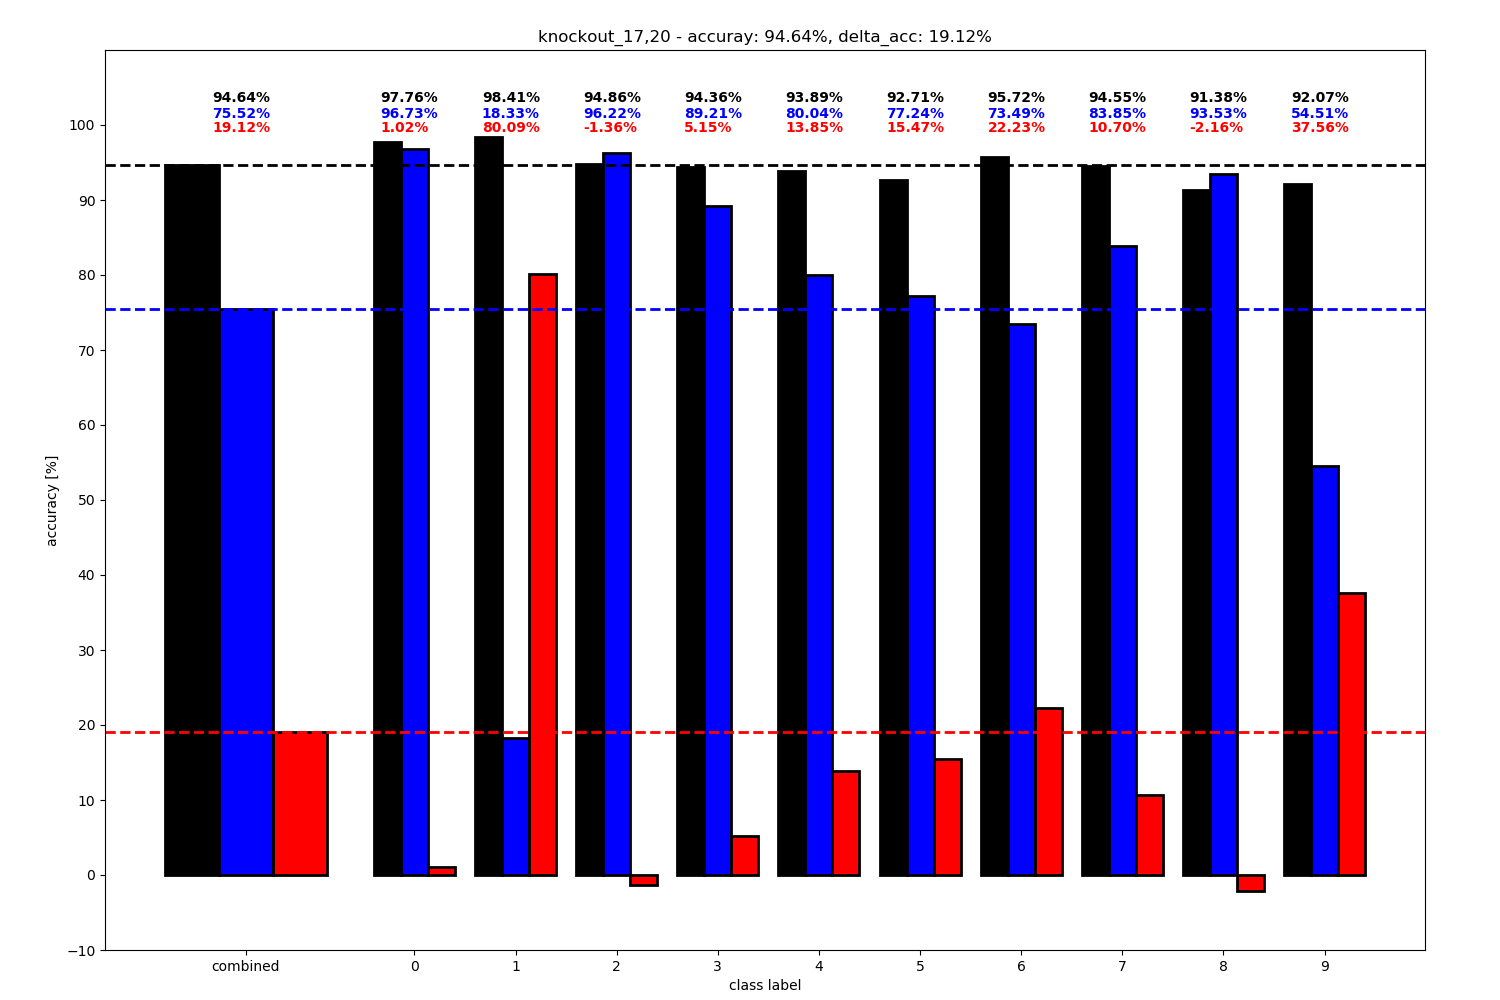 knockout_17,20 - accuray: 94.64%, delta_acc: 19.12%
94.64% 97.76% 98.41% 94.86% 94.36% 93.89% 92.71% 95.72% 94.55% 91.38% 92.07%
75.52% 96.73% 18.33% 96.22% 89.21% 80.04% 77.24% 73.49% 83.85% 93.53% 54.51%
19.12% 1.02% 80.09% -1.36% 5.15% 13.85% 15.47% 22.23% 10.70% -2.16% 37.56%
100
90
80
70
60
50
40
30
20
10
0
−10
accuracy [%]
combined 0 1 2 3 4 5 6 7 8 9
class label